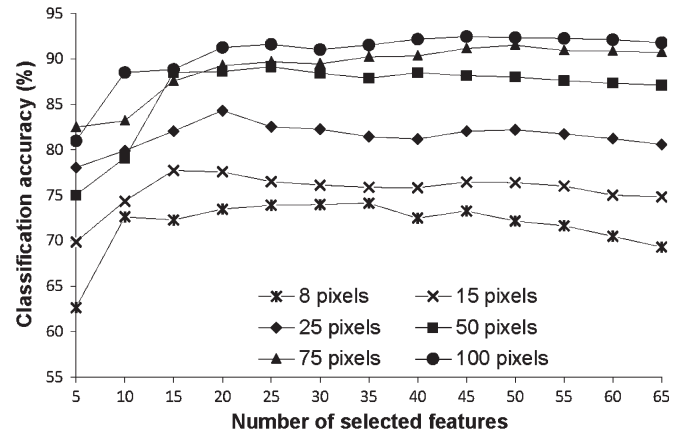 Classification accuracy (%)
95
90
85
80
75
70
65
60
55
8 pixels 15 pixels
25 pixels 50 pixels
75 pixels 100 pixels
5 10 15 20 25 30 35 40 45 50 55 60 65
Number of selected features